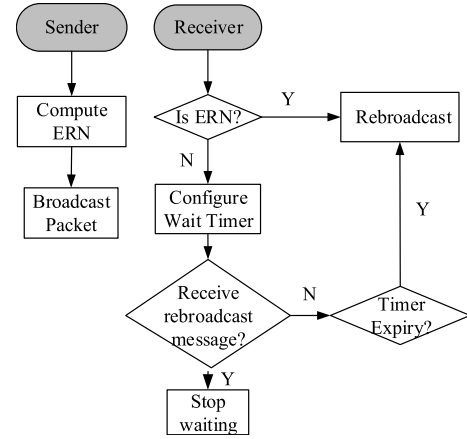 Sender
Receiver
Compute
ERN
Is ERN?
Y
Rebroadcast
N
Broadcast
Packet
Configure
Wait Timer
Y
Receive
rebroadcast
message?
N
Timer
Expiry?
Y
Stop
waiting